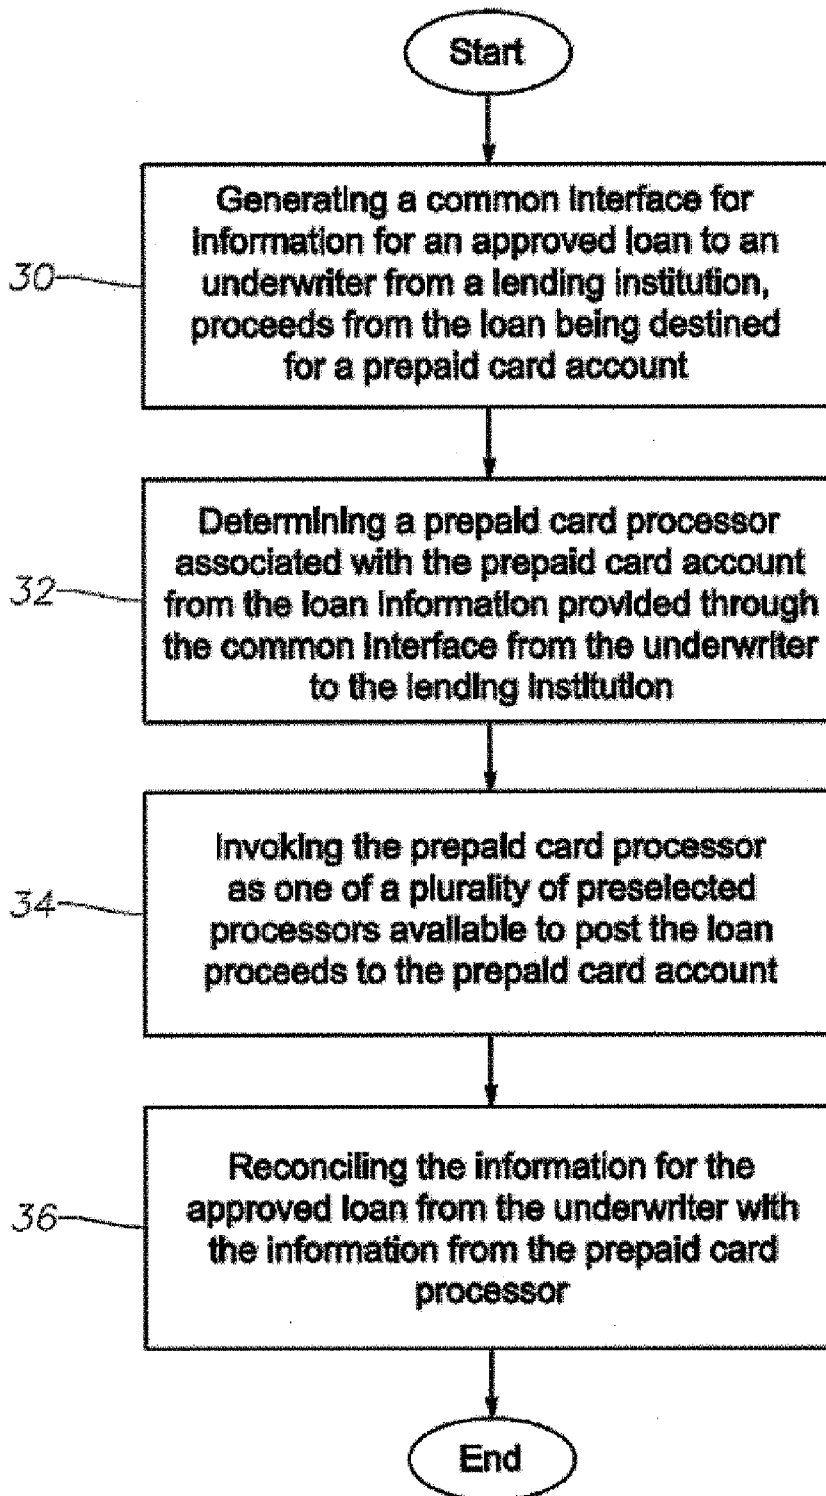 Start
Generating a common interface for
information for an approved loan to an
underwriter from a lending institution,
proceeds from the loan being destined
for a prepaid card account
30
Determining a prepaid card processor
associated with the prepaid card account
from the loan information provided through
the common interface from the underwriter
to the lending institution
32
Invoking the prepaid card processor
as one of a plurality of preselected
processors available to post the loan
proceeds to the prepaid card account
34
Reconciling the information for the
approved loan from the underwriter with
the information from the prepaid card
processor
36
End